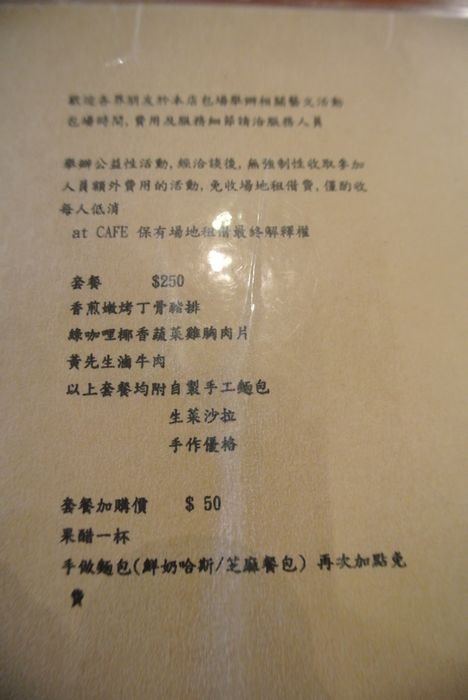 歡迎各界朋友於本店包場舉辦相關藝文活動
包場時間,費用及服務細節請洽服務人員
舉辦公益性活動,經洽談後,無強制性收取參加
人員額外費用的活動,免收場地租借費,僅酌收
每人低消
at CAFE 保有場地租借最終解釋權
套餐 $250
香煎嫩烤丁骨豬排
綠咖哩椰香蔬菜雞胸肉片
黃先生滷牛肉
以上套餐均附自製手工麵包
生菜沙拉
手作優格
套餐加購價 $ 50
果醋一杯
手做麵包(鮮奶哈斯/芝麻餐包) 再次加點免
費